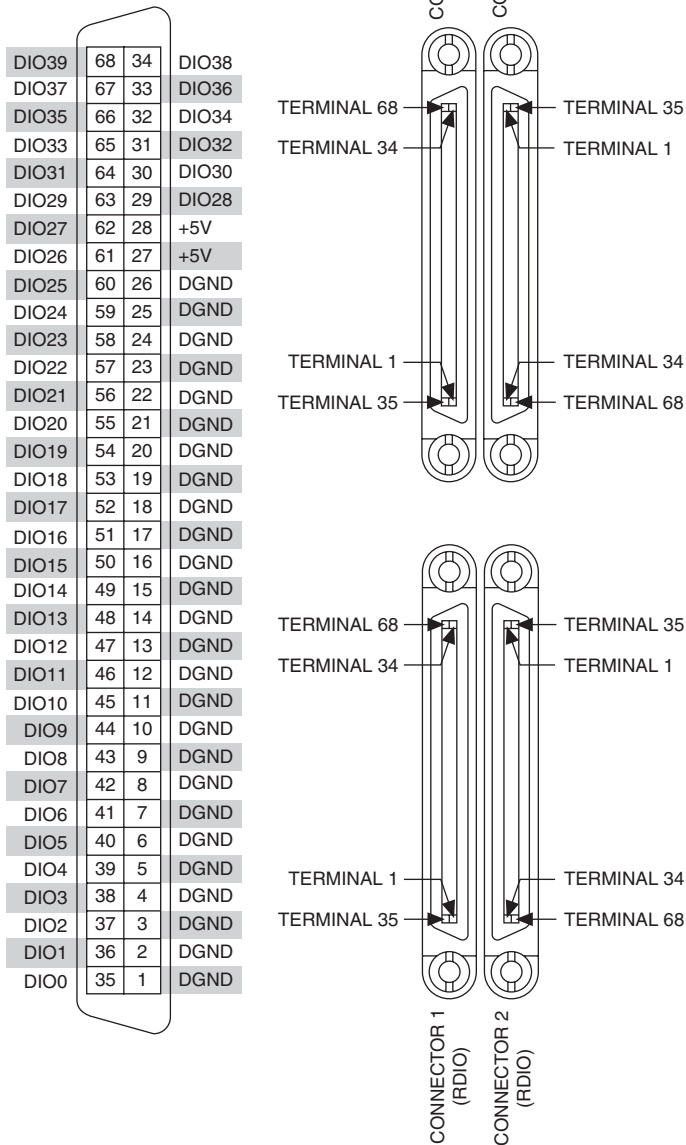 DIO39 68 34 DIO38
DIO37 67 33 DIO36
DIO35 66 32 DIO34
DIO33 65 31 DIO32
DIO31 64 30 DIO30
DIO29 63 29 DIO28
DIO27 62 28 +5V
DIO26 61 27 +5V
DIO25 60 26 DGND
DIO24 59 25 DGND
DIO23 58 24 DGND
DIO22 57 23 DGND
DIO21 56 22 DGND
DIO20 55 21 DGND
DIO19 54 20 DGND
DIO18 53 19 DGND
DIO17 52 18 DGND
DIO16 51 17 DGND
DIO15 50 16 DGND
DIO14 49 15 DGND
DIO13 48 14 DGND
DIO12 47 13 DGND
DIO11 46 12 DGND
DIO10 45 11 DGND
DIO9 44 10 DGND
DIO8 43 9 DGND
DIO7 42 8 DGND
DIO6 41 7 DGND
DIO5 40 6 DGND
DIO4 39 5 DGND
DIO3 38 4 DGND
DIO2 37 3 DGND
DIO1 36 2 DGND
DIO0 35 1 DGND
TERMINAL 68
TERMINAL 34
TERMINAL 35
TERMINAL 1
TERMINAL 1
TERMINAL 35
TERMINAL 34
TERMINAL 68
TERMINAL 68
TERMINAL 34
TERMINAL 35
TERMINAL 1
TERMINAL 1
TERMINAL 35
TERMINAL 34
TERMINAL 68
CONNECTOR 1
(RDIO)
CONNECTOR 2
(RDIO)